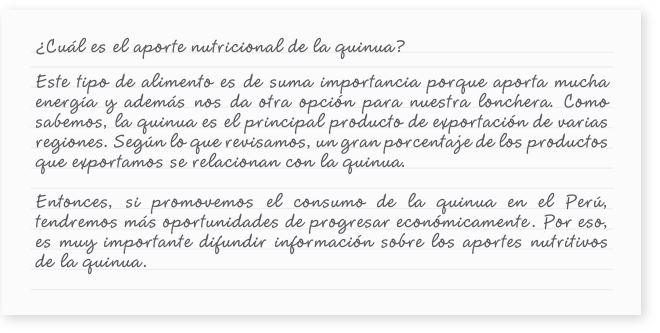 ¿Cuál es el aporte nutricional de la quinua?
Este tipo de alimento es de suma importancia porque aporta mucha
energía y además nos da otra opción para nuestra lonchera. Como
sabemos, la quinua es el principal producto de exportación de varias
regiones. Según lo que revisamos, un gran porcentaje de los productos
que exportamos se relacionan con la quinua.
Entonces, si promovemos el consumo de la quinua en el Perú,
tendremos más oportunidades de progresar económicamente. Por eso,
es muy importante difundir información sobre los aportes nutritivos
de la quinua.